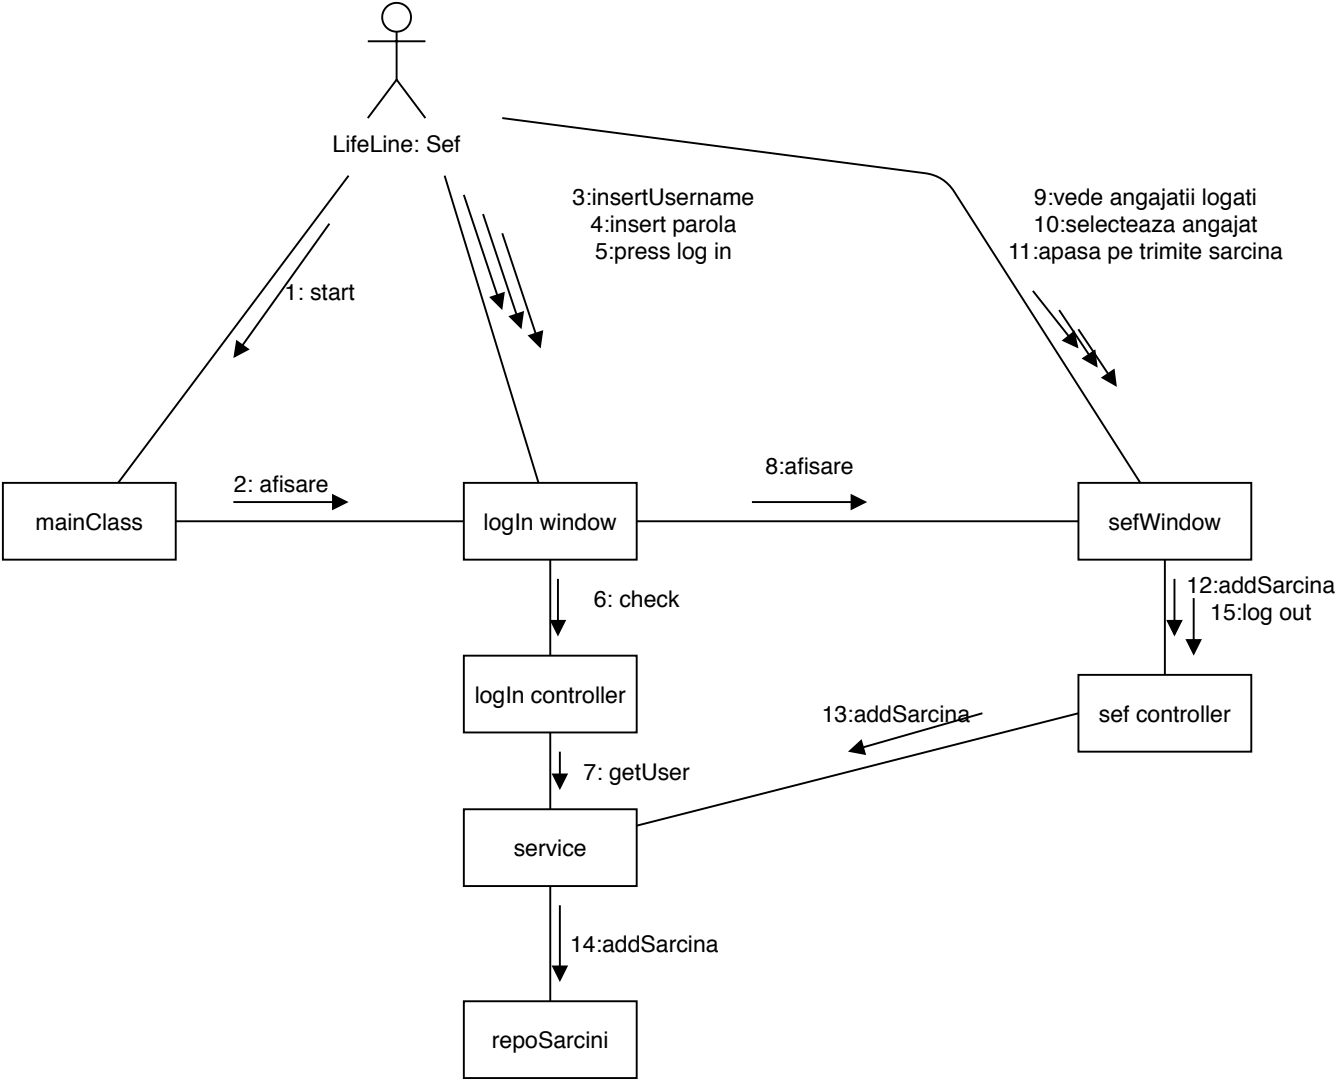 LifeLine: Sef
3:insertUsername
4:insert parola
5:press log in
9:vede angajatii logati
10:selecteaza angajat
11:apasa pe trimite sarcina
1: start
2: afisare
8:afisare
mainClass
logIn window
sefWindow
6: check
12:addSarcina
15:log out
logIn controller
sef controller
13:addSarcina
7: getUser
service
14:addSarcina
repoSarcini